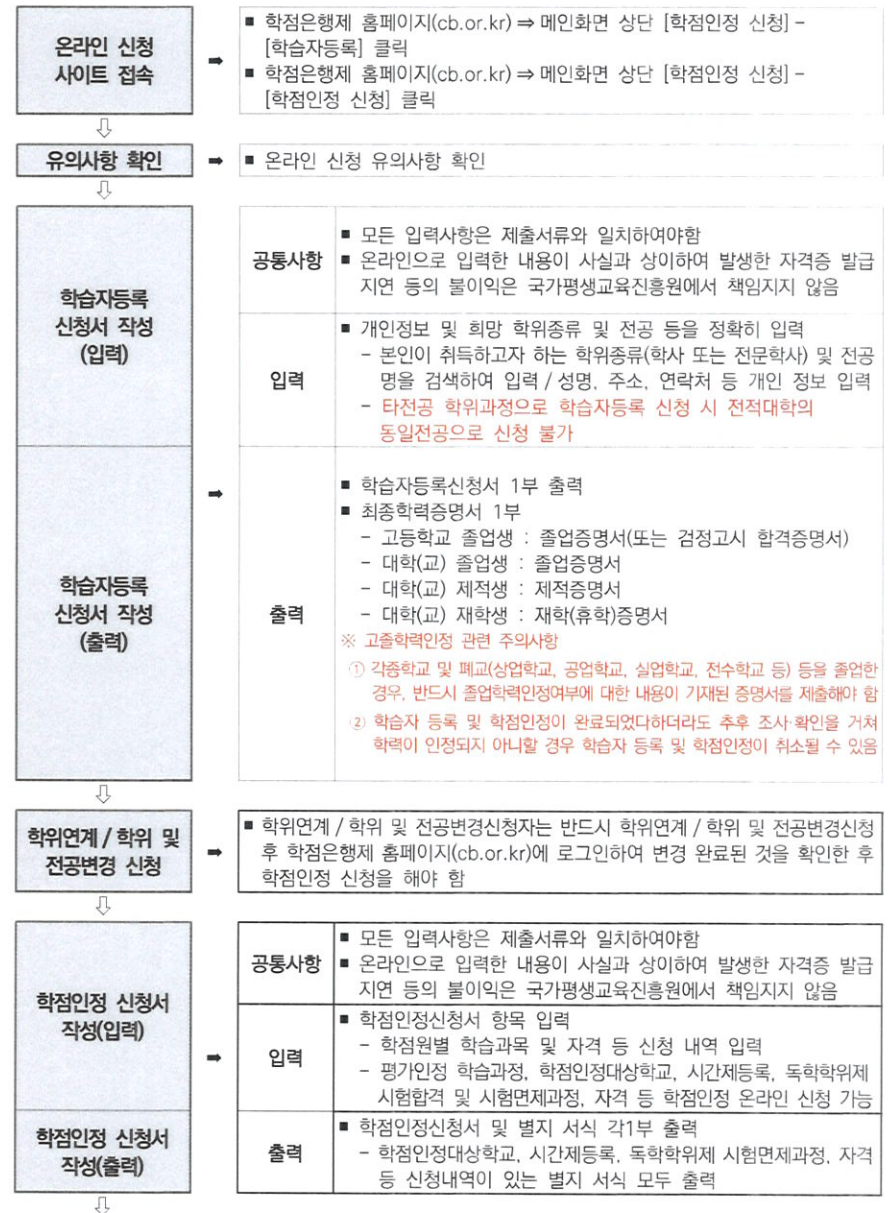 온라인 신청
사이트 접속
➡
■ 학점은행제 홈페이지(cb.or.kr) ⇒ 메인화면 상단 [학점인정 신청] –
[학습자등록] 클릭
■ 학점은행제 홈페이지(cb.or.kr) ⇒ 메인화면 상단 [학점인정 신청] –
[학점인정 신청] 클릭
⇩
유의사항 확인
➡
■ 온라인 신청 유의사항 확인
⇩
학습자등록
신청서 작성
(입력)
공통사항
■ 모든 입력사항은 제출서류와 일치하여야함
■ 온라인으로 입력한 내용이 사실과 상이하여 발생한 자격증 발급
지연 등의 불이익은 국가평생교육진흥원에서 책임지지 않음
입력
■ 개인정보 및 희망 학위종류 및 전공 등을 정확히 입력
– 본인이 취득하고자 하는 학위종류(학사 또는 전문학사) 및 전공
명을 검색하여 입력 / 성명, 주소, 연락처 등 개인 정보 입력
– 타전공 학위과정으로 학습자등록 신청 시 전적대학의
동일전공으로 신청 불가
➡
학습자등록
신청서 작성
(출력)
출력
■ 학습자등록신청서 1부 출력
■ 최종학력증명서 1부
– 고등학교 졸업생 : 졸업증명서(또는 검정고시 합격증명서)
– 대학(교) 졸업생 : 졸업증명서
– 대학(교) 제적생 : 제적증명서
– 대학(교) 재학생 : 재학(휴학)증명서
※ 고졸학력인정 관련 주의사항
① 각종학교 및 폐교(상업학교, 공업학교, 실업학교, 전수학교 등) 등을 졸업한
경우, 반드시 졸업학력인정여부에 대한 내용이 기재된 증명서를 제출해야 함
② 학습자 등록 및 학점인정이 완료되었다하더라도 추후 조사·확인을 거쳐
학력이 인정되지 아니할 경우 학습자 등록 및 학점인정이 취소될 수 있음
⇩
학위연계 / 학위 및
전공변경 신청
➡
■ 학위연계 / 학위 및 전공변경신청자는 반드시 학위연계 / 학위 및 전공변경신청
후 학점은행제 홈페이지(cb.or.kr)에 로그인하여 변경 완료된 것을 확인한 후
학점인정 신청을 해야 함
⇩
학점인정 신청서
작성(입력)
공통사항
■ 모든 입력사항은 제출서류와 일치하여야함
■ 온라인으로 입력한 내용이 사실과 상이하여 발생한 자격증 발급
지연 등의 불이익은 국가평생교육진흥원에서 책임지지 않음
➡
입력
■ 학점인정신청서 항목 입력
– 학점원별 학습과목 및 자격 등 신청 내역 입력
– 평가인정 학습과정, 학점인정대상학교, 시간제등록, 독학학위제
시험합격 및 시험면제과정, 자격 등 학점인정 온라인 신청 가능
학점인정 신청서
작성(출력)
출력
■ 학점인정신청서 및 별지 서식 각1부 출력
– 학점인정대상학교, 시간제등록, 독학학위제 시험면제과정, 자격
등 신청내역이 있는 별지 서식 모두 출력
⇩